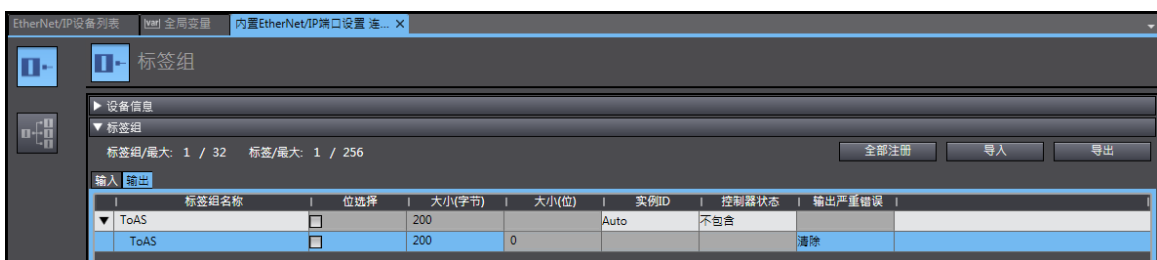 EtherNet/IP设备列表 [var] 全局变量 内置EtherNet/IP端口设置 连... ×
标签组
▶ 设备信息
▼ 标签组
标签组/最大: 1 / 32 标签/最大: 1 / 256 全部注册 导入 导出
输入 输出
标签组名称 | 位选择 | 大小(字节) | 大小(位) | 实例ID | 控制器状态 | 输出严重错误 |
▼ ToAS 200 Auto 不包含
ToAS 200 0 清除